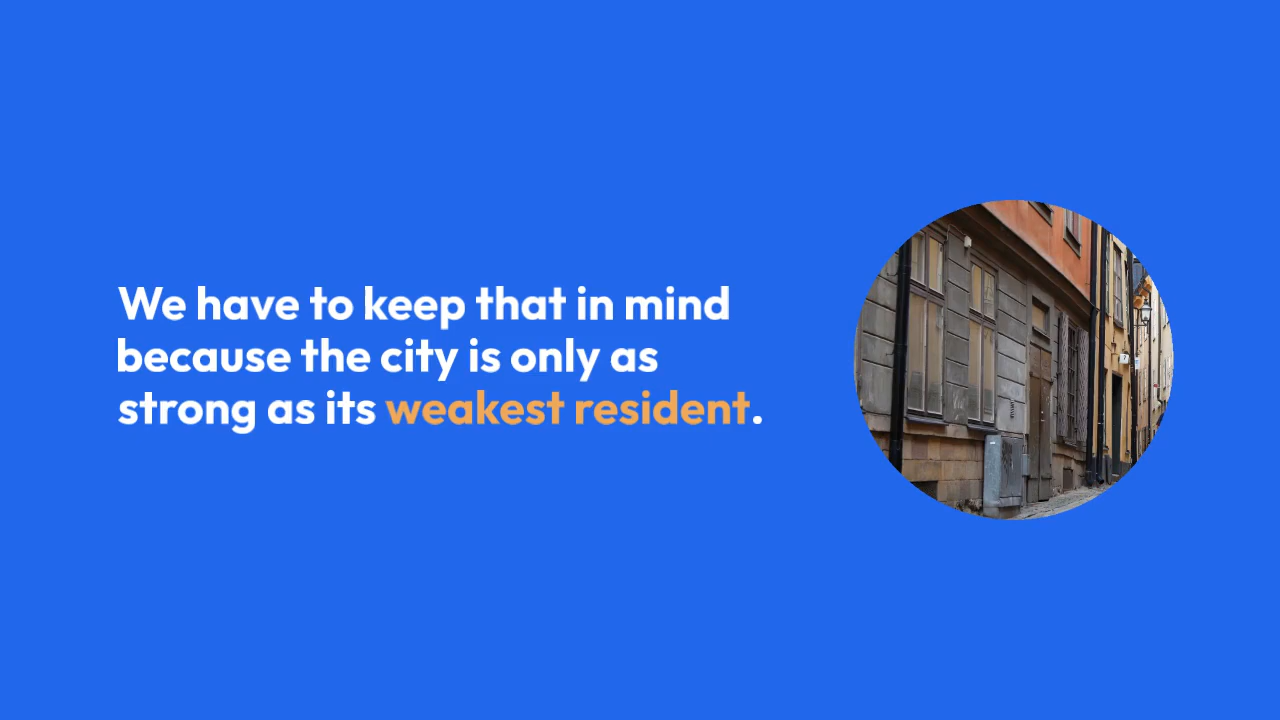 We have to keep that in mind
because the city is only as
strong as its weakest resident.